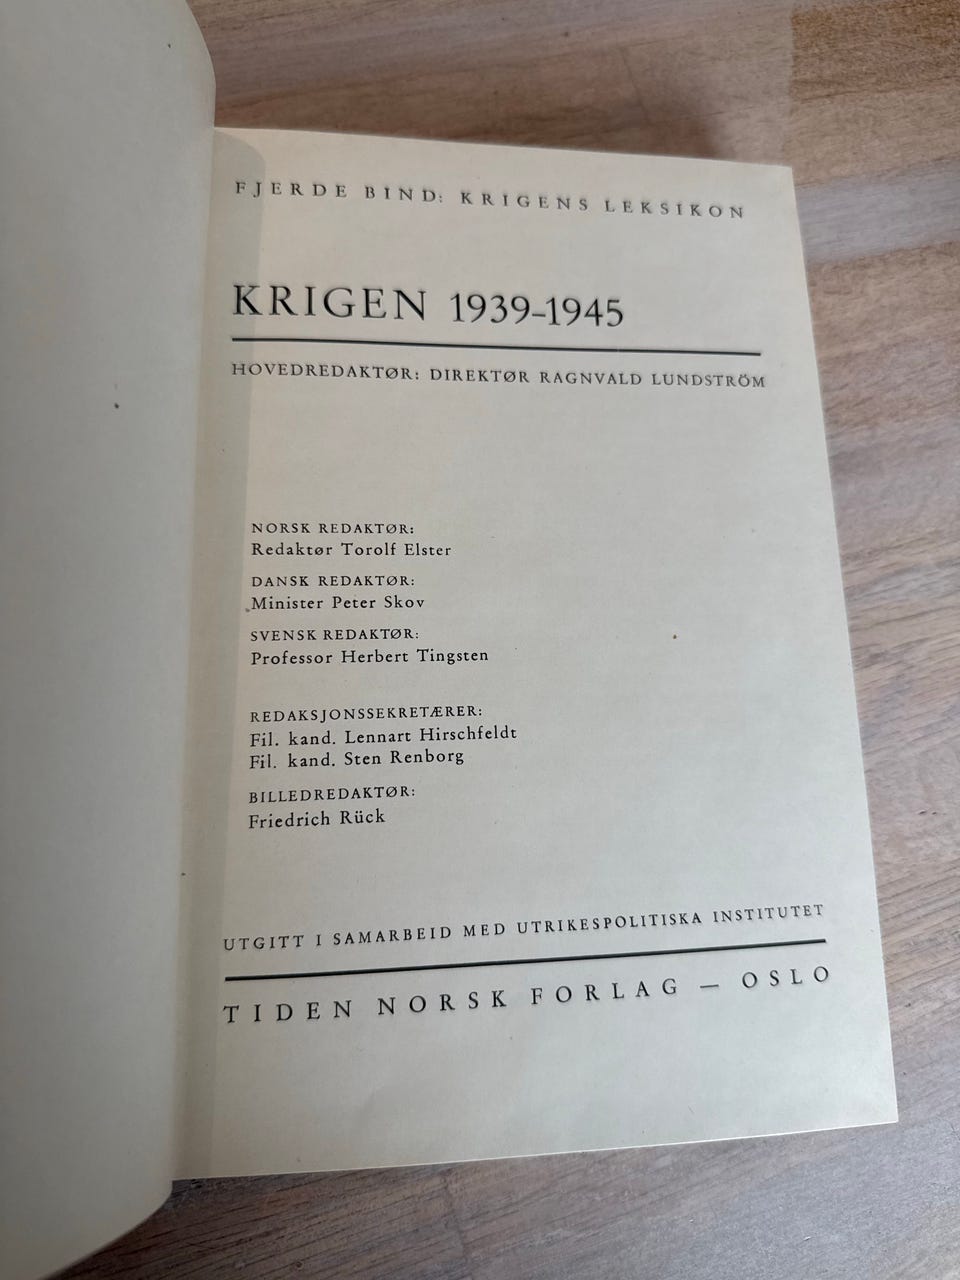 FJERDE BIND: KRIGENS LEKSIKON
KRIGEN 1939–1945
HOVEDREDAKTØR: DIREKTØR RAGNVALD LUNDSTRÖM
NORSK REDAKTØR:
Redaktør Torolf Elster
DANSK REDAKTØR:
Minister Peter Skov
SVENSK REDAKTØR:
Professor Herbert Tingsten
REDAKSJONSSEKRETÆRER:
Fil. kand. Lennart Hirschfeldt
Fil. kand. Sten Renborg
BILLEDREDAKTØR:
Friedrich Rück
UTGITT I SAMARBEID MED UTRIKESPOLITISKA INSTITUTET
TIDEN NORSK FORLAG — OSLO